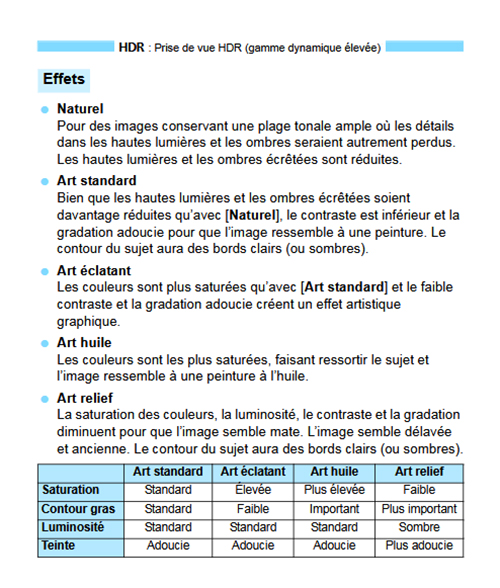 HDR : Prise de vue HDR (gamme dynamique élevée)
Effets
Naturel
Pour des images conservant une plage tonale ample où les détails
dans les hautes lumières et les ombres seraient autrement perdus.
Les hautes lumières et les ombres écrêtées sont réduites.
Art standard
Bien que les hautes lumières et les ombres écrêtées soient
davantage réduites qu’avec [Naturel], le contraste est inférieur et la
gradation adoucie pour que l’image ressemble à une peinture. Le
contour du sujet aura des bords clairs (ou sombres).
Art éclatant
Les couleurs sont plus saturées qu’avec [Art standard] et le faible
contraste et la gradation adoucie créent un effet artistique
graphique.
Art huile
Les couleurs sont les plus saturées, faisant ressortir le sujet et
l’image ressemble à une peinture à l’huile.
Art relief
La saturation des couleurs, la luminosité, le contraste et la gradation
diminuent pour que l’image semble mate. L’image semble délavée
et ancienne. Le contour du sujet aura des bords clairs (ou sombres).
Art standard Art éclatant Art huile Art relief
Saturation Standard Élevée Plus élevée Faible
Contour gras Standard Faible Important Plus important
Luminosité Standard Standard Standard Sombre
Teinte Adoucie Adoucie Adoucie Plus adoucie